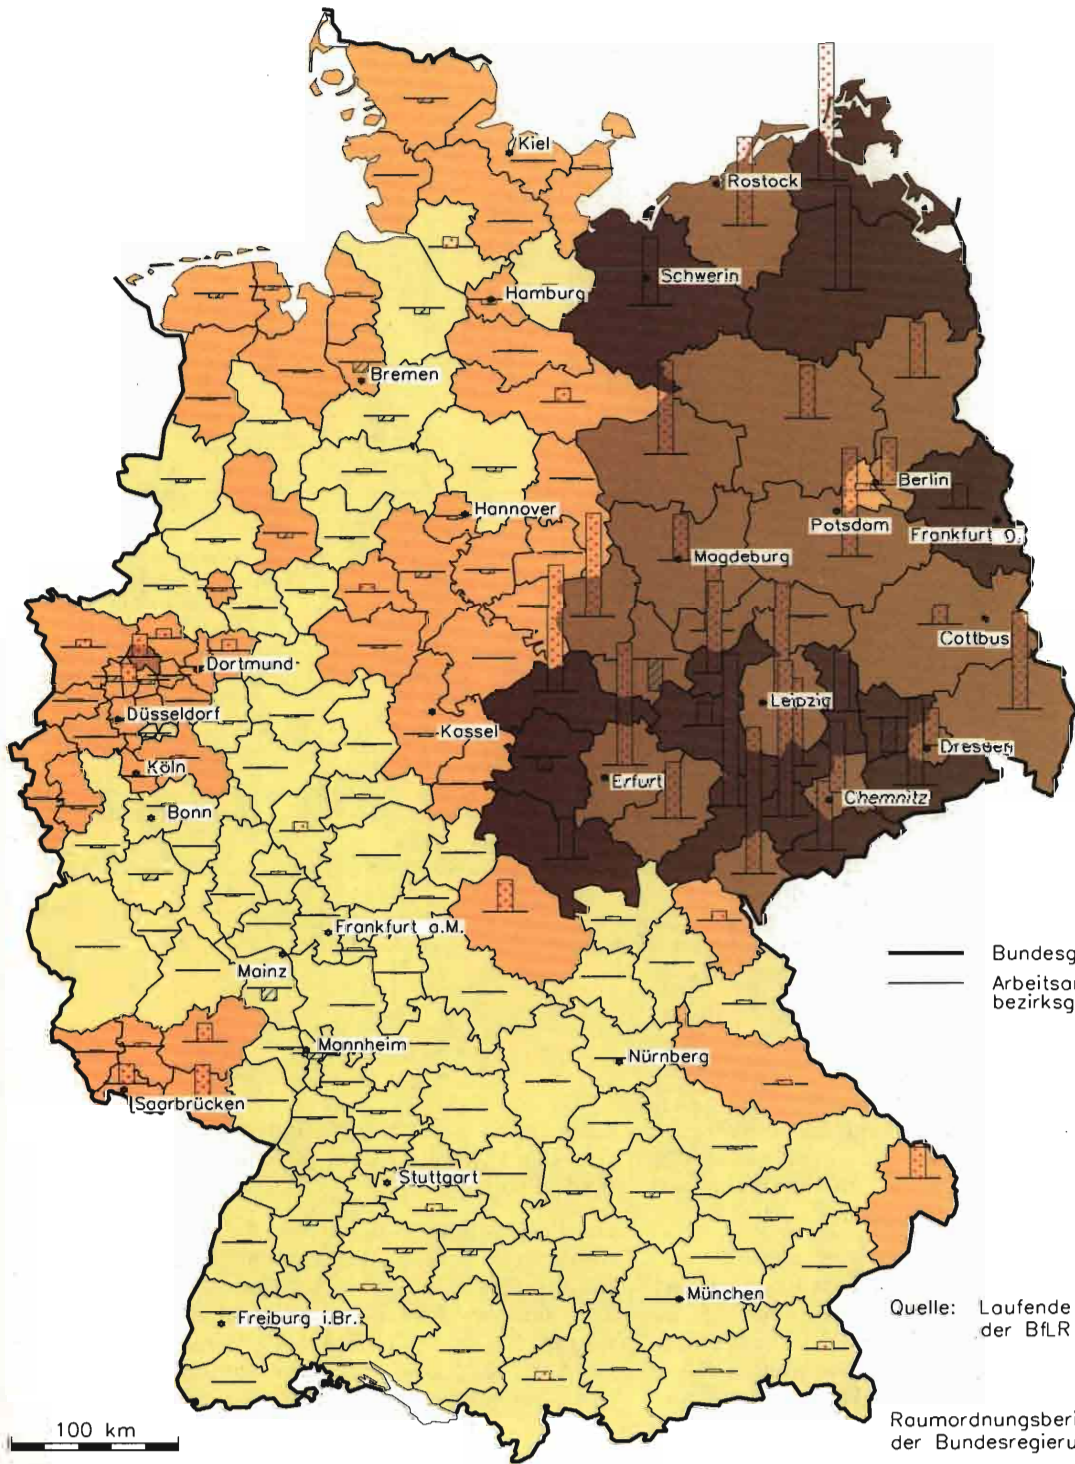 Kiel
Rostock
Schwerin
Hamburg
Bremen
Berlin
Hannover
Potsdam
Frankfurt O.
Magdeburg
Cottbus
Dortmund
Leipzig
Düsseldorf
Kassel
Dresden
Köln
Erfurt
Chemnitz
Bonn
Frankfurt a.M.
Mainz
Bundesg
Arbeitsa
bezirksg
Mannheim
Nürnberg
Saarbrücken
Stuttgart
München
Quelle: Laufende
der BfLR
Freiburg i.Br.
100 km
Raumordnungsberi
der Bundesregieru